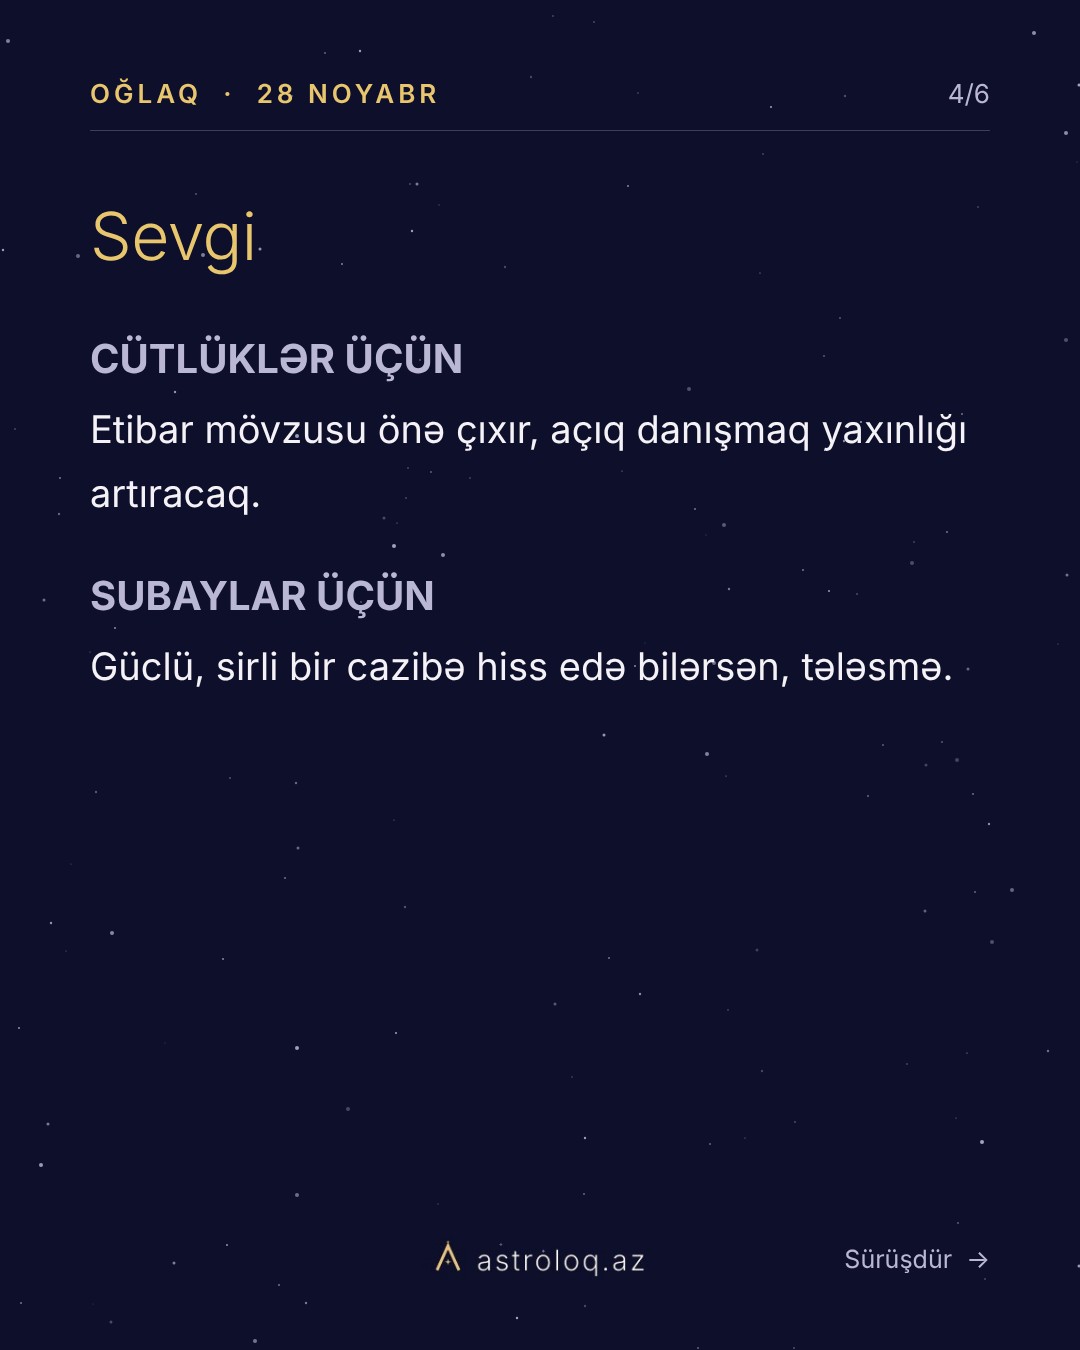 OĞLAQ · 28 NOYABR
4/6
Sevgi
CÜTLÜKLƏR ÜÇÜN
Etibar mövzusu önə çıxır, açıq danışmaq yaxınlığı
artıracaq.
SUBAYLAR ÜÇÜN
Güclü, sirli bir cazibə hiss edə bilərsən, tələsmə.
astroloq.az
Sürüşdür →